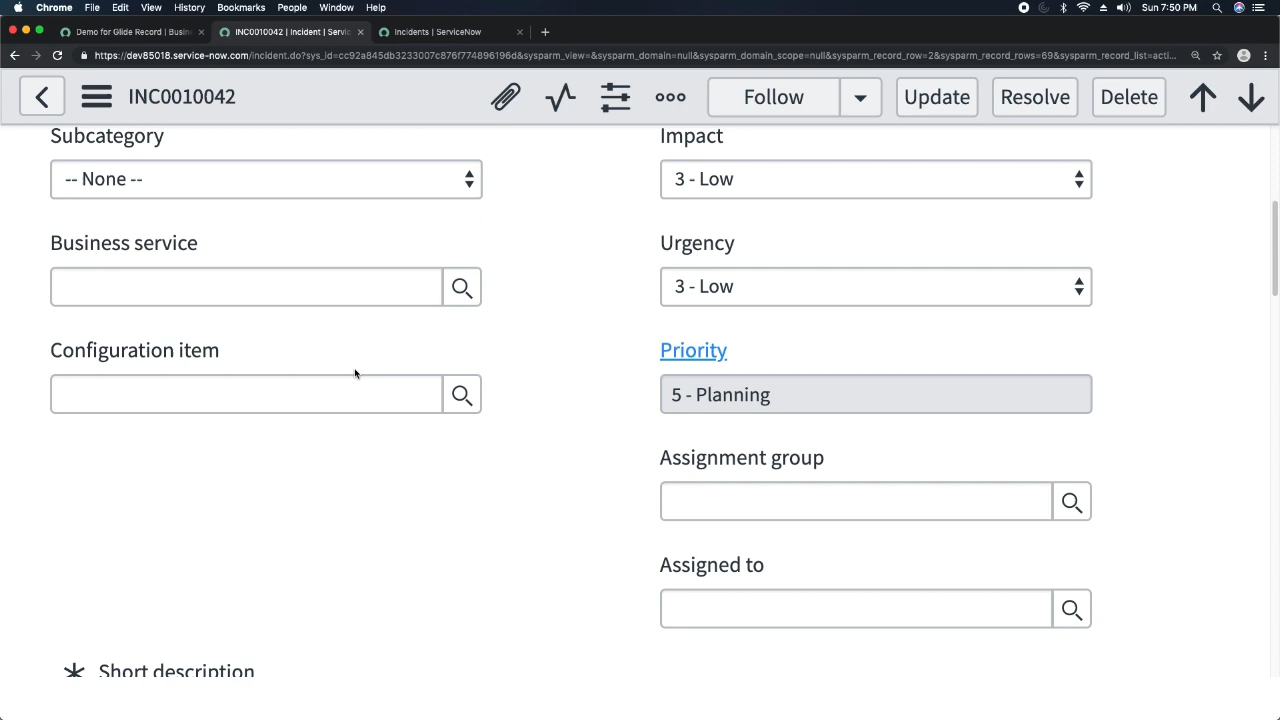 Chrome File Edit View History Bookmarks People Window Help Sun 7:50 PM
Demo for Glide Record | Busin INC0010042 | Incident | Servic Incidents | ServiceNow
https://dev85018.service-now.com/incident.do?sys_id=cc92a845db3233007c876f774896196d&sysparm_view=&sysparm_domain=null&sysparm_domain_scope=null&sysparm_record_row=2&sysparm_record_rows=69&sysparm_record_list=acti...
INC0010042 Follow Update Resolve Delete
Subcategory
-- None --
Business service
Configuration item
Impact
3 - Low
Urgency
3 - Low
Priority
5 - Planning
Assignment group
Assigned to
Short description